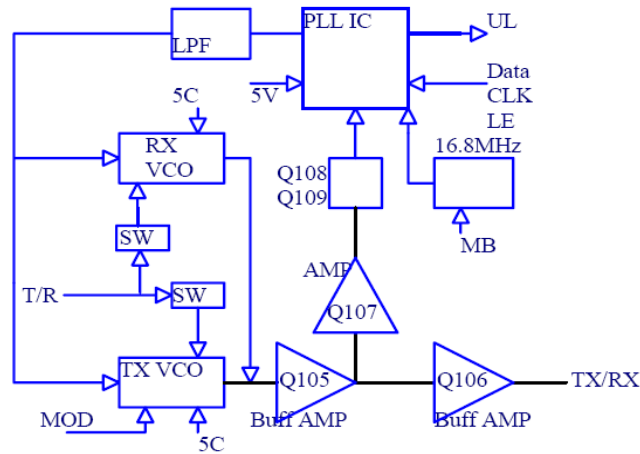 PLL IC
UL
LPF
5V
Data
CLK
LE
5C
RX
VCO
16.8MHz
Q108
Q109
SW
MB
AMP
T/R
SW
Q107
TX VCO
Q105
Q106
TX/RX
MOD
Buff AMP
Buff AMP
5C